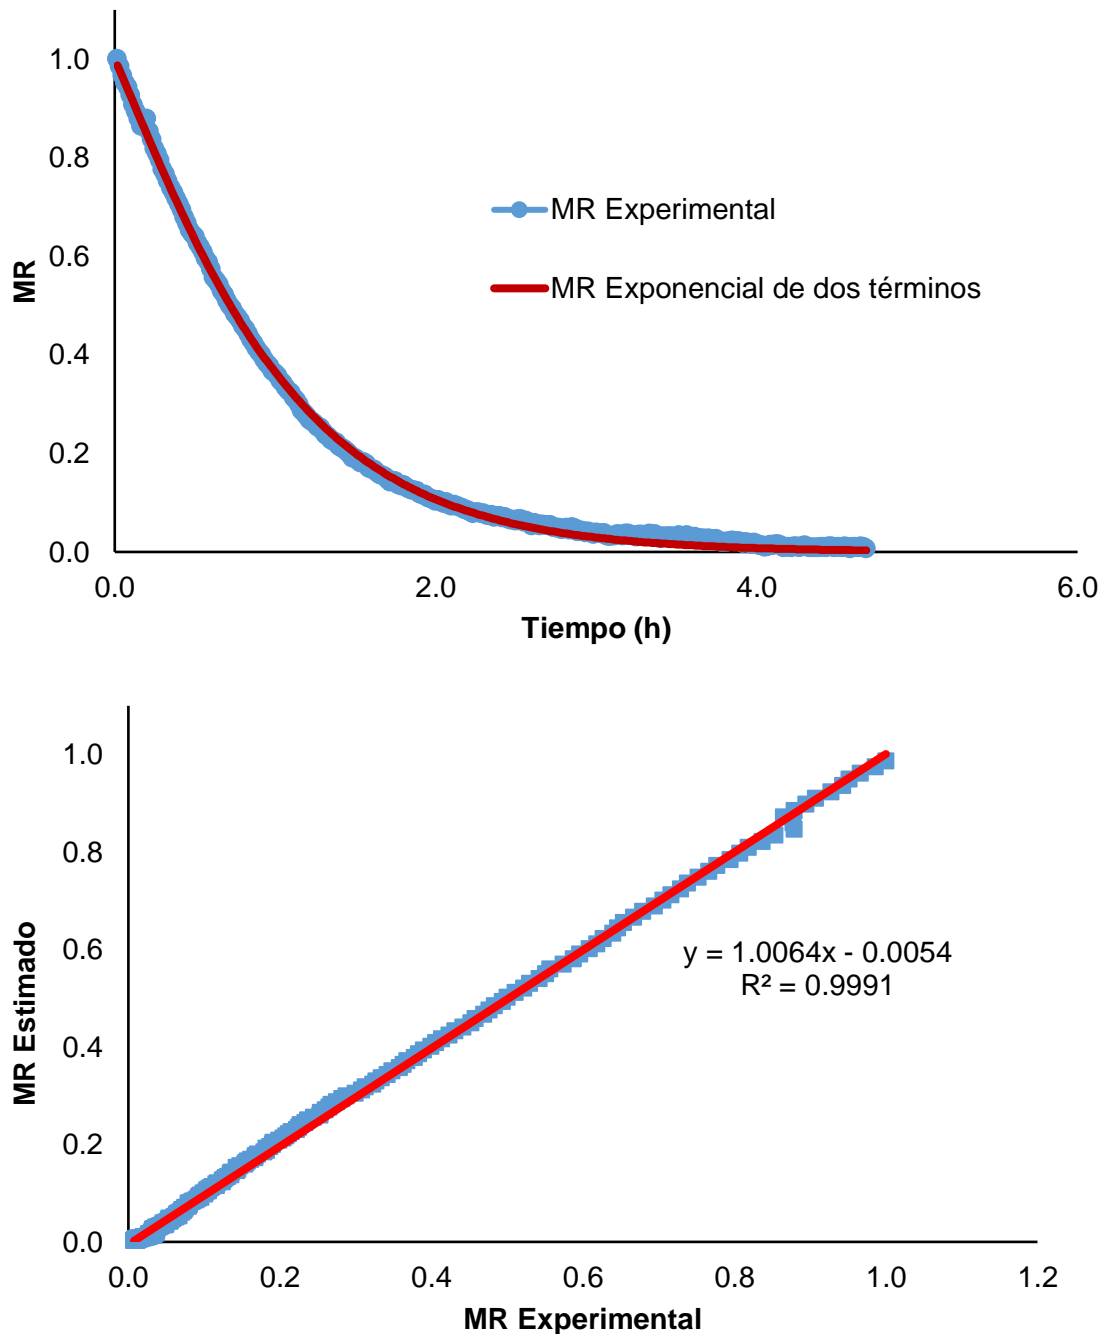 1.0
0.8
0.6
0.4
0.2
0.0
MR
MR Experimental
MR Exponencial de dos términos
0.0 2.0 4.0 6.0
Tiempo (h)
1.0
0.8
0.6
0.4
0.2
0.0
MR Estimado
y = 1.0064x - 0.0054
R² = 0.9991
0.0 0.2 0.4 0.6 0.8 1.0 1.2
MR Experimental